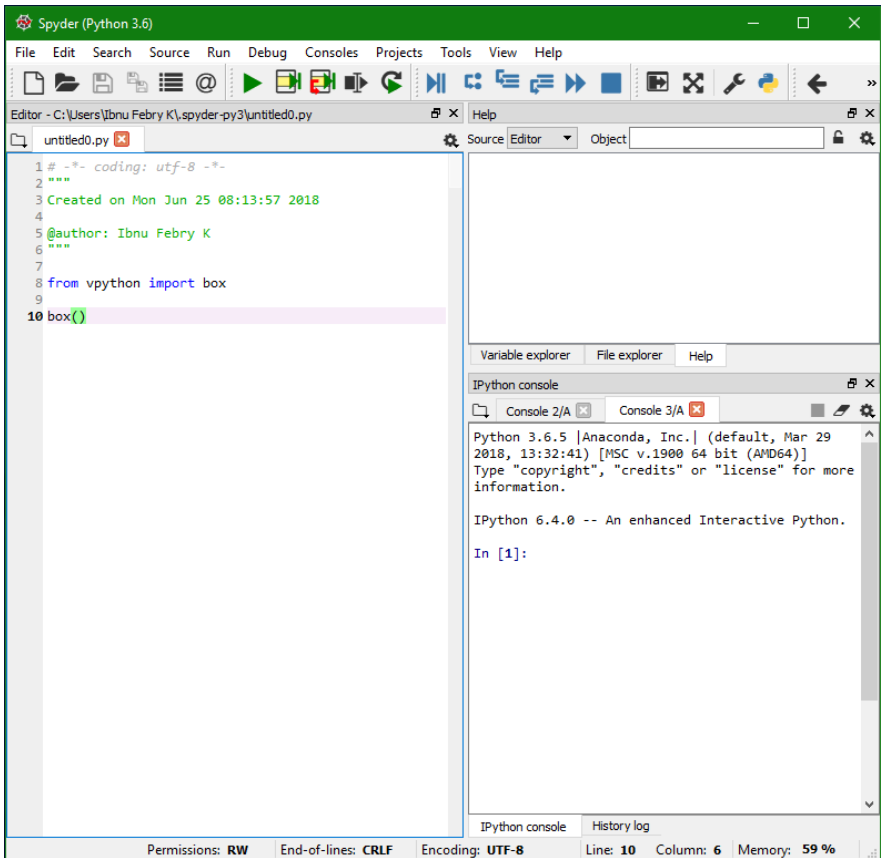 Spyder (Python 3.6)
File Edit Search Source Run Debug Consoles Projects Tools View Help
@ »
Editor - C:\Users\Ibnu Febry K\.spyder-py3\untitled0.py
untitled0.py
1 # -*- coding: utf-8 -*-
2 """
3 Created on Mon Jun 25 08:13:57 2018
4
5 @author: Ibnu Febry K
6 """
7
8 from vpython import box
9
10 box()
Help
Source Editor Object
Variable explorer File explorer Help
IPython console
Console 2/A Console 3/A
Python 3.6.5 |Anaconda, Inc.| (default, Mar 29
2018, 13:32:41) [MSC v.1900 64 bit (AMD64)]
Type "copyright", "credits" or "license" for more
information.
IPython 6.4.0 -- An enhanced Interactive Python.
In [1]:
IPython console History log
Permissions: RW End-of-lines: CRLF Encoding: UTF-8 Line: 10 Column: 6 Memory: 59 %